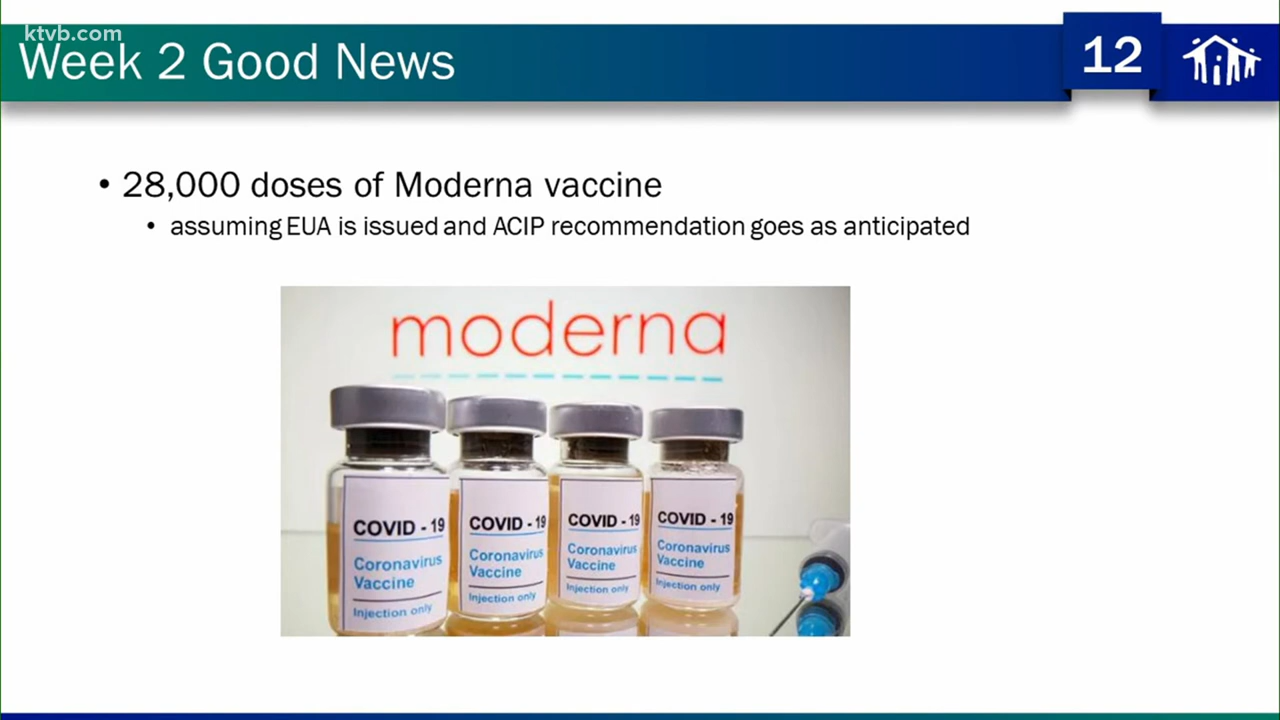 ktvb.com
Week 2 Good News
12
• 28,000 doses of Moderna vaccine
• assuming EUA is issued and ACIP recommendation goes as anticipated
moderna
COVID - 19
Coronavirus
Vaccine
Injection only
COVID - 19
Coronavirus
Vaccine
Injection only
COVID - 19
Coronavirus
Vaccine
Injection only
COVID - 19
Coronavirus
Vaccine
Injection only